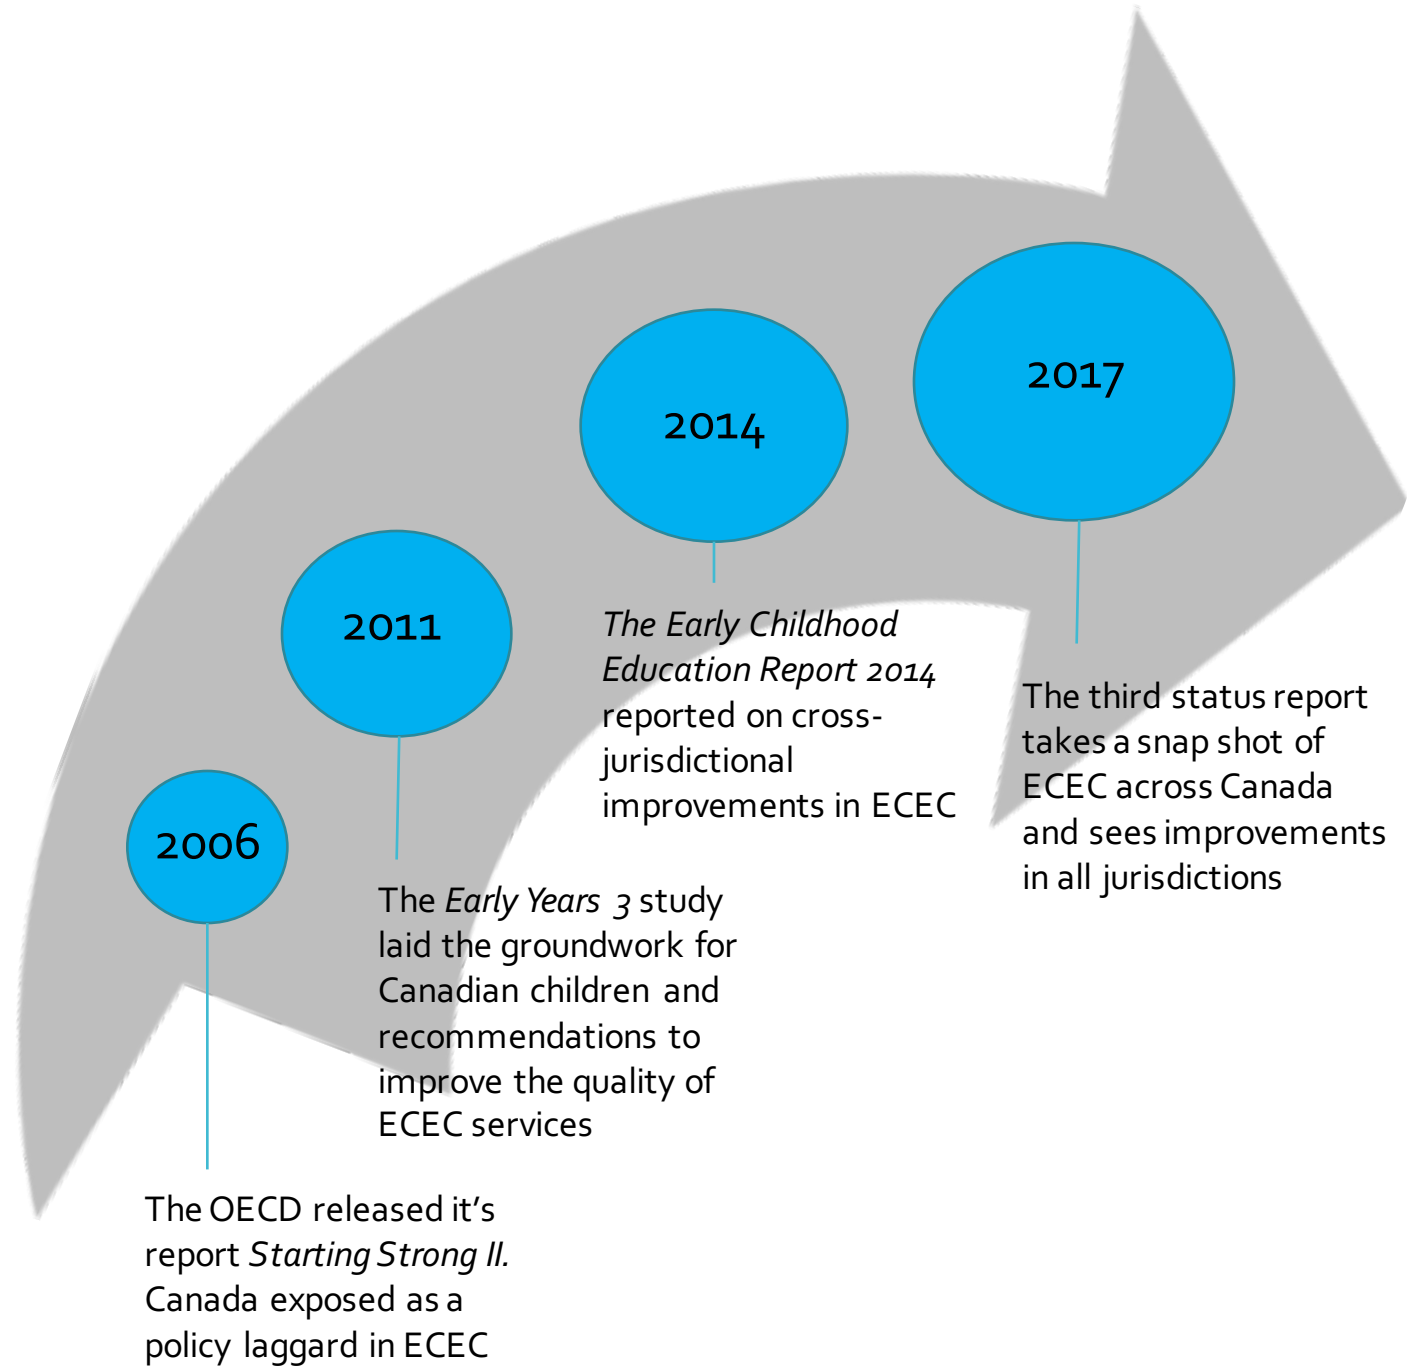 2006
The OECD released it’s
report Starting Strong II.
Canada exposed as a
policy laggard in ECEC
2011
The Early Years 3 study
laid the groundwork for
Canadian children and
recommendations to
improve the quality of
ECEC services
2014
The Early Childhood
Education Report 2014
reported on cross-
jurisdictional
improvements in ECEC
2017
The third status report
takes a snap shot of
ECEC across Canada
and sees improvements
in all jurisdictions